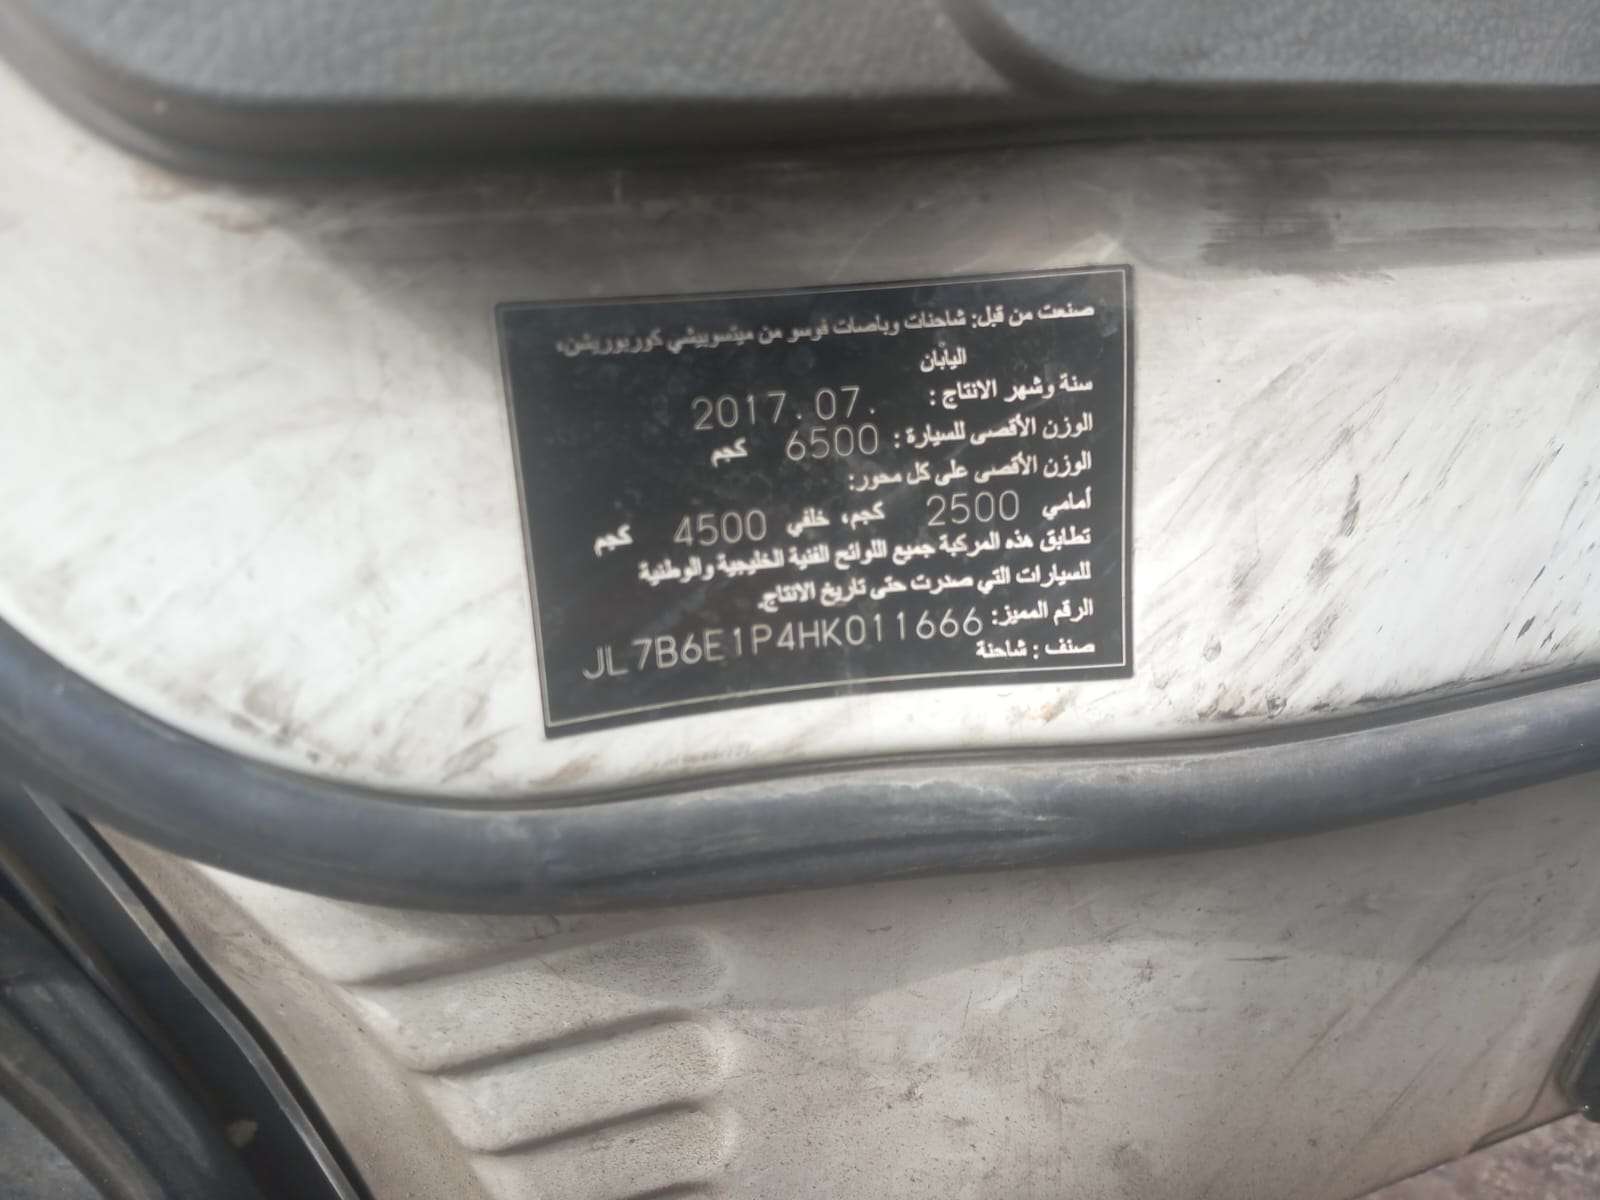 صنعت من قبل: شاحنات وباصات فوسو من ميتسوبيشي كوربوريشن،
اليابان
سنة وشهر الانتاج : 2017.07.
الوزن الأقصى للسيارة : 6500 كجم
الوزن الأقصى على كل محور:
أمامي 2500 كجم، خلفي 4500 كجم
تطابق هذه المركبة جميع اللوائح الفنية الخليجية والوطنية
للسيارات التي صدرت حتى تاريخ الانتاج.
الرقم المميز: JL7B6E1P4HK011666
صنف : شاحنة